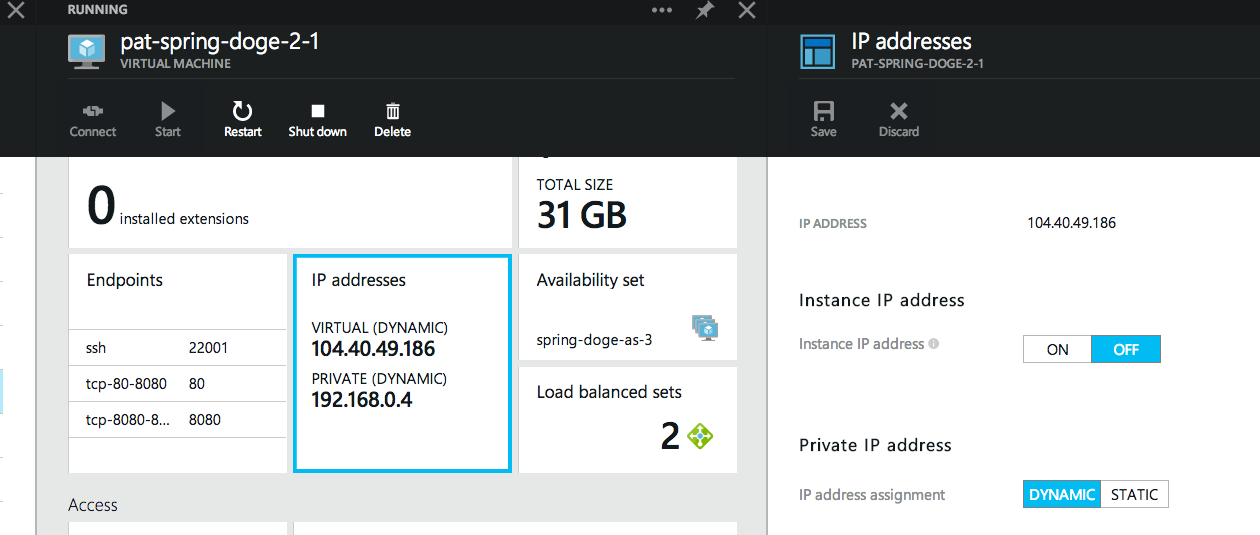 RUNNING
pat-spring-doge-2-1
VIRTUAL MACHINE
Connect
Start
Restart
Shut down
Delete
0 installed extensions
TOTAL SIZE
31 GB
Endpoints
ssh 22001
tcp-80-8080 80
tcp-8080-8... 8080
IP addresses
VIRTUAL (DYNAMIC)
104.40.49.186
PRIVATE (DYNAMIC)
192.168.0.4
Availability set
spring-doge-as-3
Load balanced sets
2
Access
IP addresses
PAT-SPRING-DOGE-2-1
Save
Discard
IP ADDRESS 104.40.49.186
Instance IP address
Instance IP address ON OFF
Private IP address
IP address assignment DYNAMIC STATIC